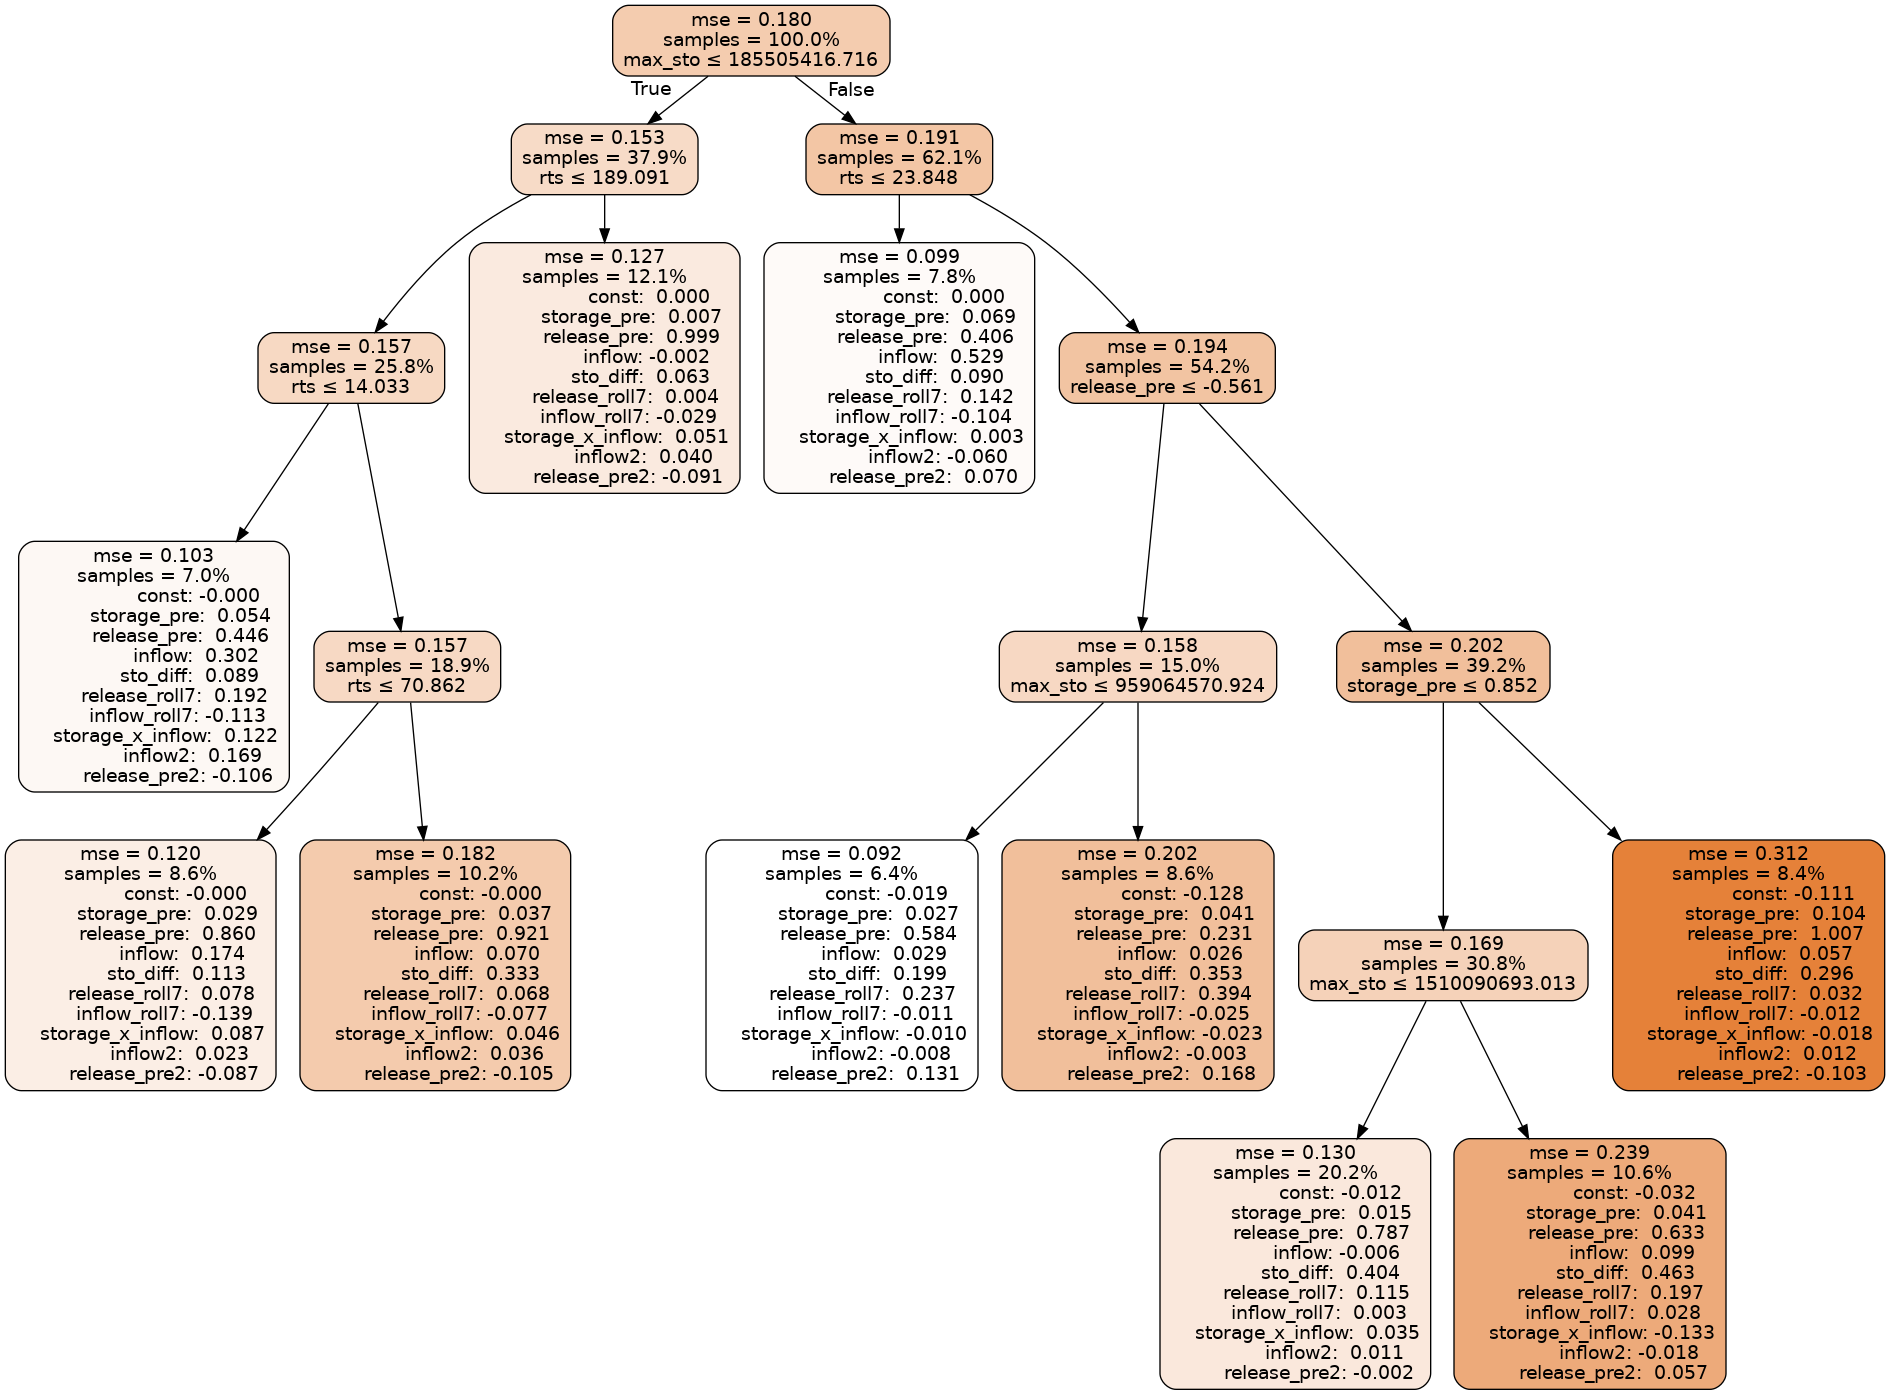 mse = 0.180
samples = 100.0%
max_sto ≤ 185505416.716
True
False
mse = 0.153
samples = 37.9%
rts ≤ 189.091
mse = 0.191
samples = 62.1%
rts ≤ 23.848
mse = 0.157
samples = 25.8%
rts ≤ 14.033
mse = 0.127
samples = 12.1%
const:  0.000
storage_pre:  0.007
release_pre:  0.999
inflow: -0.002
sto_diff:  0.063
release_roll7:  0.004
inflow_roll7: -0.029
storage_x_inflow:  0.051
inflow2:  0.040
release_pre2: -0.091
mse = 0.099
samples = 7.8%
const:  0.000
storage_pre:  0.069
release_pre:  0.406
inflow:  0.529
sto_diff:  0.090
release_roll7:  0.142
inflow_roll7: -0.104
storage_x_inflow:  0.003
inflow2: -0.060
release_pre2:  0.070
mse = 0.194
samples = 54.2%
release_pre ≤ -0.561
mse = 0.103
samples = 7.0%
const: -0.000
storage_pre:  0.054
release_pre:  0.446
inflow:  0.302
sto_diff:  0.089
release_roll7:  0.192
inflow_roll7: -0.113
storage_x_inflow:  0.122
inflow2:  0.169
release_pre2: -0.106
mse = 0.157
samples = 18.9%
rts ≤ 70.862
mse = 0.158
samples = 15.0%
max_sto ≤ 959064570.924
mse = 0.202
samples = 39.2%
storage_pre ≤ 0.852
mse = 0.120
samples = 8.6%
const: -0.000
storage_pre:  0.029
release_pre:  0.860
inflow:  0.174
sto_diff:  0.113
release_roll7:  0.078
inflow_roll7: -0.139
storage_x_inflow:  0.087
inflow2:  0.023
release_pre2: -0.087
mse = 0.182
samples = 10.2%
const: -0.000
storage_pre:  0.037
release_pre:  0.921
inflow:  0.070
sto_diff:  0.333
release_roll7:  0.068
inflow_roll7: -0.077
storage_x_inflow:  0.046
inflow2:  0.036
release_pre2: -0.105
mse = 0.092
samples = 6.4%
const: -0.019
storage_pre:  0.027
release_pre:  0.584
inflow:  0.029
sto_diff:  0.199
release_roll7:  0.237
inflow_roll7: -0.011
storage_x_inflow: -0.010
inflow2: -0.008
release_pre2:  0.131
mse = 0.202
samples = 8.6%
const: -0.128
storage_pre:  0.041
release_pre:  0.231
inflow:  0.026
sto_diff:  0.353
release_roll7:  0.394
inflow_roll7: -0.025
storage_x_inflow: -0.023
inflow2: -0.003
release_pre2:  0.168
mse = 0.169
samples = 30.8%
max_sto ≤ 1510090693.013
mse = 0.312
samples = 8.4%
const: -0.111
storage_pre:  0.104
release_pre:  1.007
inflow:  0.057
sto_diff:  0.296
release_roll7:  0.032
inflow_roll7: -0.012
storage_x_inflow: -0.018
inflow2:  0.012
release_pre2: -0.103
mse = 0.130
samples = 20.2%
const: -0.012
storage_pre:  0.015
release_pre:  0.787
inflow: -0.006
sto_diff:  0.404
release_roll7:  0.115
inflow_roll7:  0.003
storage_x_inflow:  0.035
inflow2:  0.011
release_pre2: -0.002
mse = 0.239
samples = 10.6%
const: -0.032
storage_pre:  0.041
release_pre:  0.633
inflow:  0.099
sto_diff:  0.463
release_roll7:  0.197
inflow_roll7:  0.028
storage_x_inflow: -0.133
inflow2: -0.018
release_pre2:  0.057